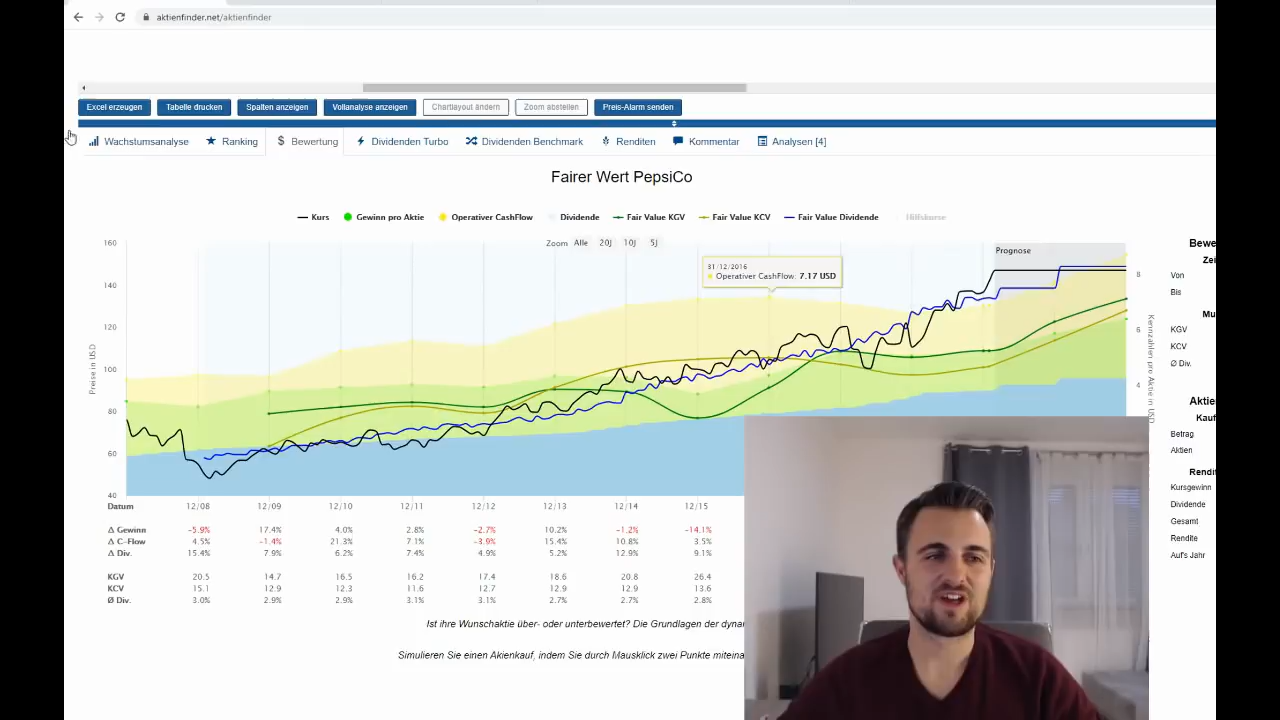 aktienfinder.net/aktienfinder
Excel erzeugen Tabelle drucken Spalten anzeigen Vollanalyse anzeigen Chartlayout ändern Zoom abstellen Preis-Alarm senden
Wachstumsanalyse Ranking $ Bewertung Dividenden Turbo Dividenden Benchmark Renditen Kommentar Analysen [4]
Fairer Wert PepsiCo
Kurs Gewinn pro Aktie Operativer CashFlow Dividende Fair Value KGV Fair Value KCV Fair Value Dividende Hilfskurse
Zoom Alle 20J 10J 5J
160
140
120
100
80
60
40
Preise in USD
31/12/2016
Operativer CashFlow: 7.17 USD
Prognose
8
6
4
Kennzahlen pro Aktie in USD
Datum 12/08 12/09 12/10 12/11 12/12 12/13 12/14 12/15
Δ Gewinn -5.9% 17.4% 4.0% 2.8% -2.7% 10.2% -1.2% -14.1%
Δ C-Flow 4.5% -1.4% 21.3% 7.1% -3.9% 15.4% 10.8% 3.5%
Δ Div. 15.4% 7.9% 6.2% 7.4% 4.9% 5.2% 12.9% 9.1%
KGV 20.5 14.7 16.5 16.2 17.4 18.6 20.8 26.4
KCV 15.1 12.9 12.3 11.6 12.7 12.9 12.9 13.6
Ø Div. 3.0% 2.9% 2.9% 3.1% 3.1% 2.7% 2.7% 2.8%
Ist ihre Wunschaktie über- oder unterbewertet? Die Grundlagen der dyna
Simulieren Sie einen Akienkauf, indem Sie durch Mausklick zwei Punkte miteina
Bewe
Zei
Von
Bis
Mu
KGV
KCV
Ø Div.
Aktie
Kauf
Betrag
Aktien
Rendit
Kursgewinn
Dividende
Gesamt
Rendite
Auf's Jahr